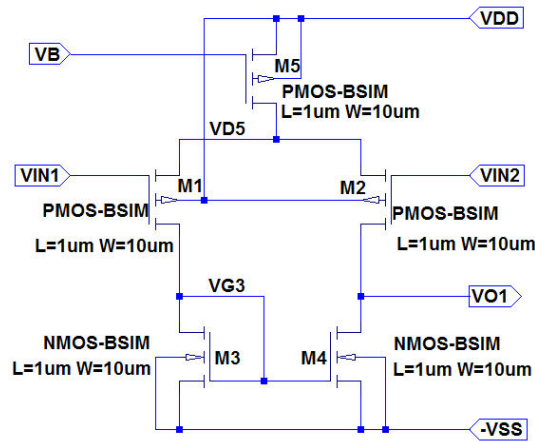 VDD
VB
M5
PMOS-BSIM
L=1um W=10um
VD5
VIN1
M1
M2
VIN2
PMOS-BSIM
PMOS-BSIM
L=1um W=10um
L=1um W=10um
VG3
VO1
NMOS-BSIM
M3
M4
NMOS-BSIM
L=1um W=10um
L=1um W=10um
-VSS